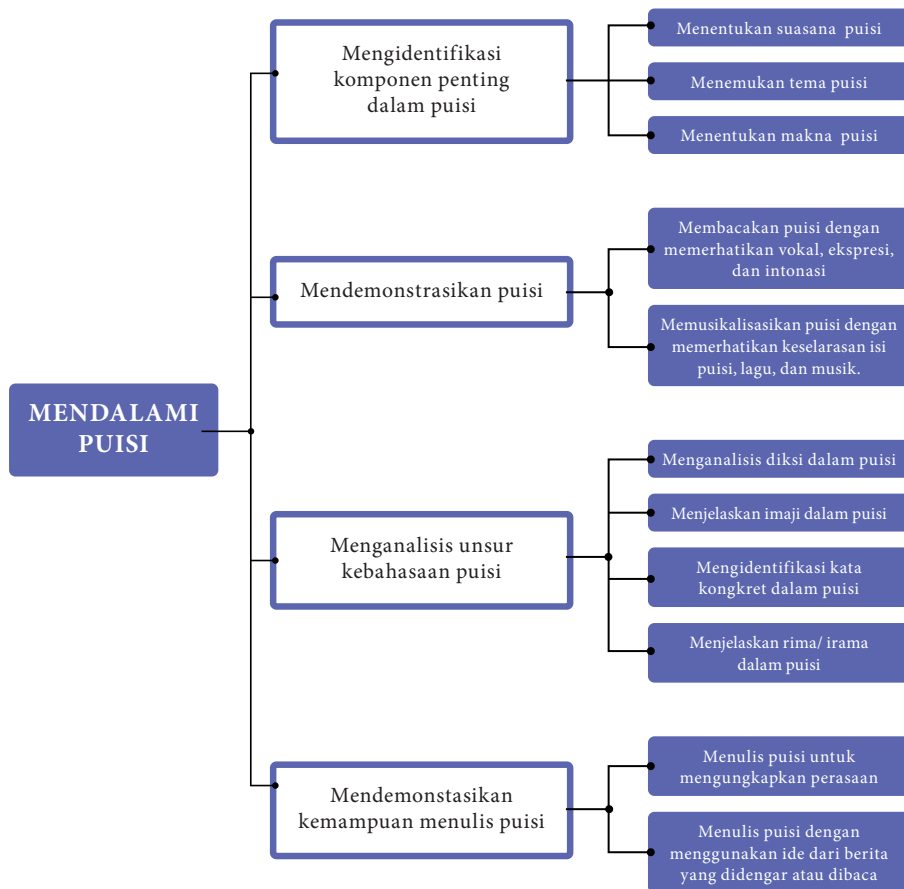 MENDALAMI
PUISI
Mengidentifikasi
komponen penting
dalam puisi
Menentukan suasana puisi
Menemukan tema puisi
Menentukan makna puisi
Mendemonstrasikan puisi
Membacakan puisi dengan
memerhatikan vokal, ekspresi,
dan intonasi
Memusikalisasikan puisi dengan
memerhatikan keselarasan isi
puisi, lagu, dan musik.
Menganalisis unsur
kebahasaan puisi
Menganalisis diksi dalam puisi
Menjelaskan imaji dalam puisi
Mengidentifikasi kata
kongkret dalam puisi
Menjelaskan rima/ irama
dalam puisi
Mendemonstasikan
kemampuan menulis puisi
Menulis puisi untuk
mengungkapkan perasaan
Menulis puisi dengan
menggunakan ide dari berita
yang didengar atau dibaca